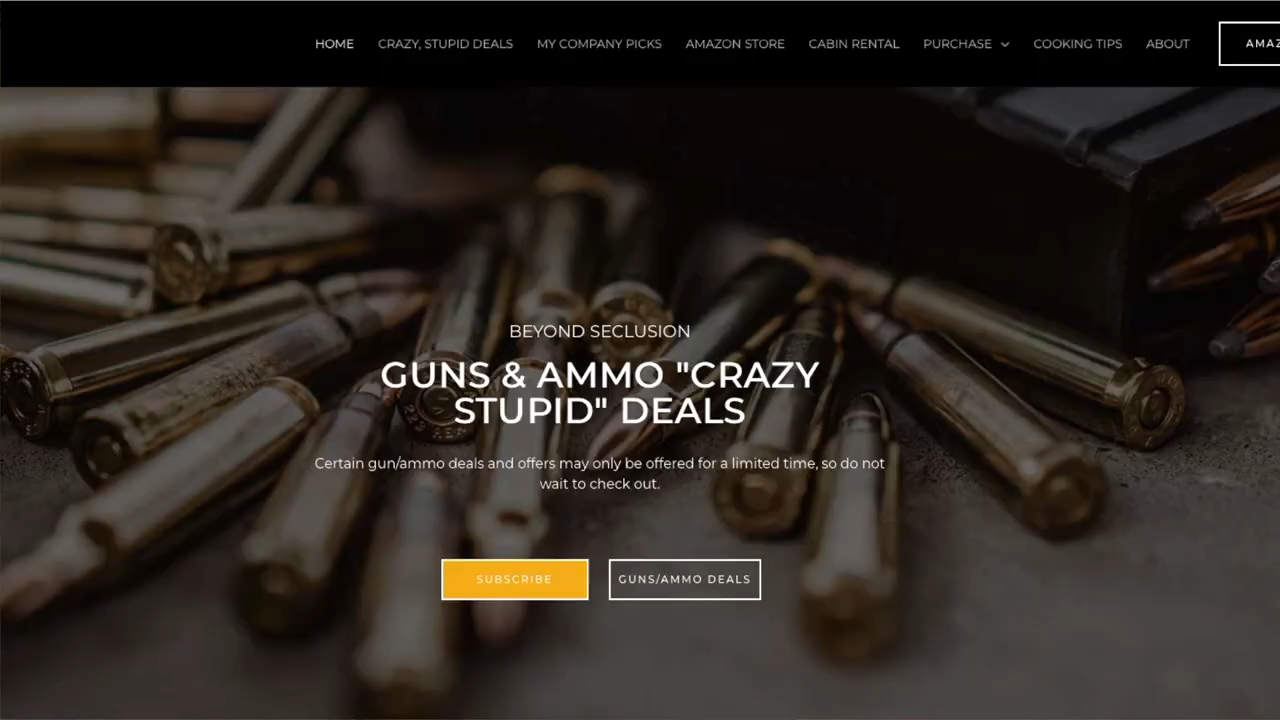 HOME CRAZY, STUPID DEALS MY COMPANY PICKS AMAZON STORE CABIN RENTAL PURCHASE COOKING TIPS ABOUT
BEYOND SECLUSION
GUNS & AMMO "CRAZY
STUPID" DEALS
Certain gun/ammo deals and offers may only be offered for a limited time, so do not
wait to check out.
SUBSCRIBE GUNS/AMMO DEALS